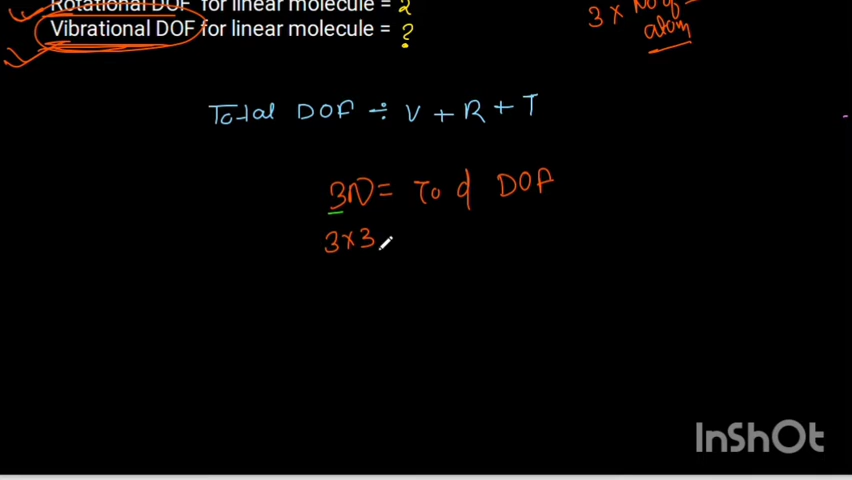 Rotational DOF for linear molecule = 2
Vibrational DOF for linear molecule = ?
3 x No of
atom
Total DOF ÷ V + R + T
3N = To d DOF
3x3
InShOt